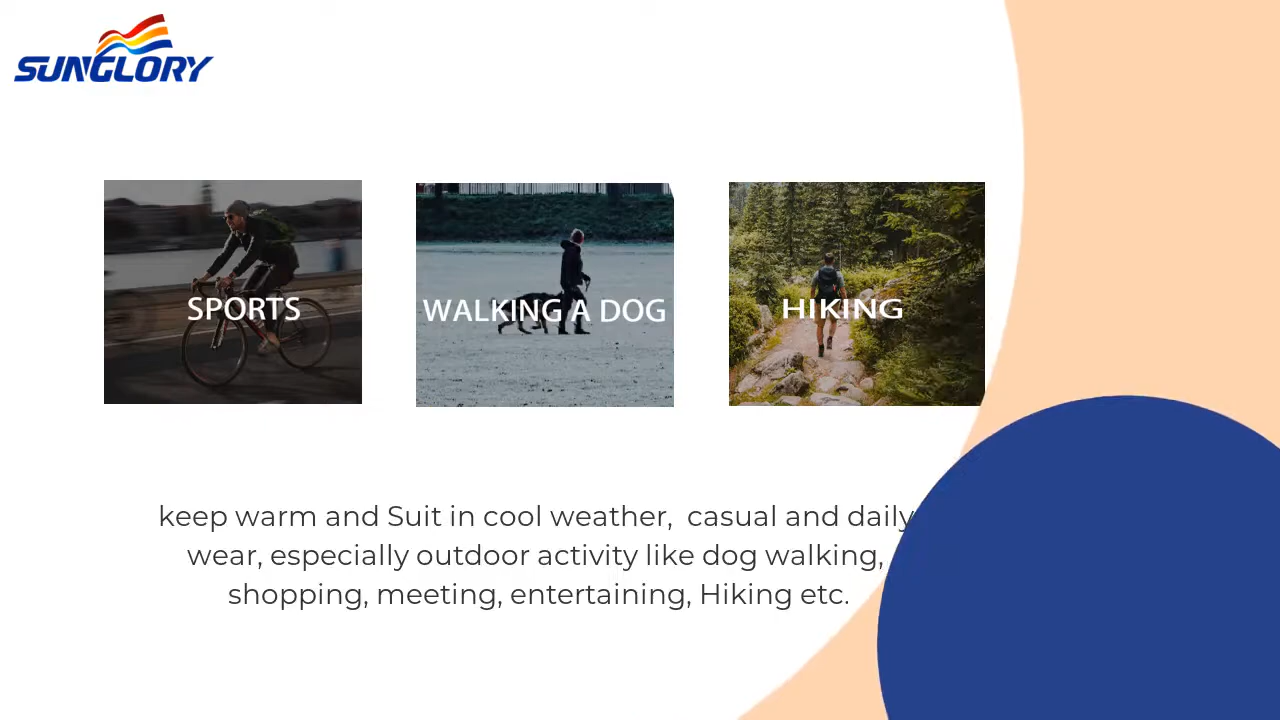 SUNGLORY
SPORTS
WALKING A DOG
HIKING
keep warm and Suit in cool weather,  casual and daily
wear, especially outdoor activity like dog walking,
shopping, meeting, entertaining, Hiking etc.